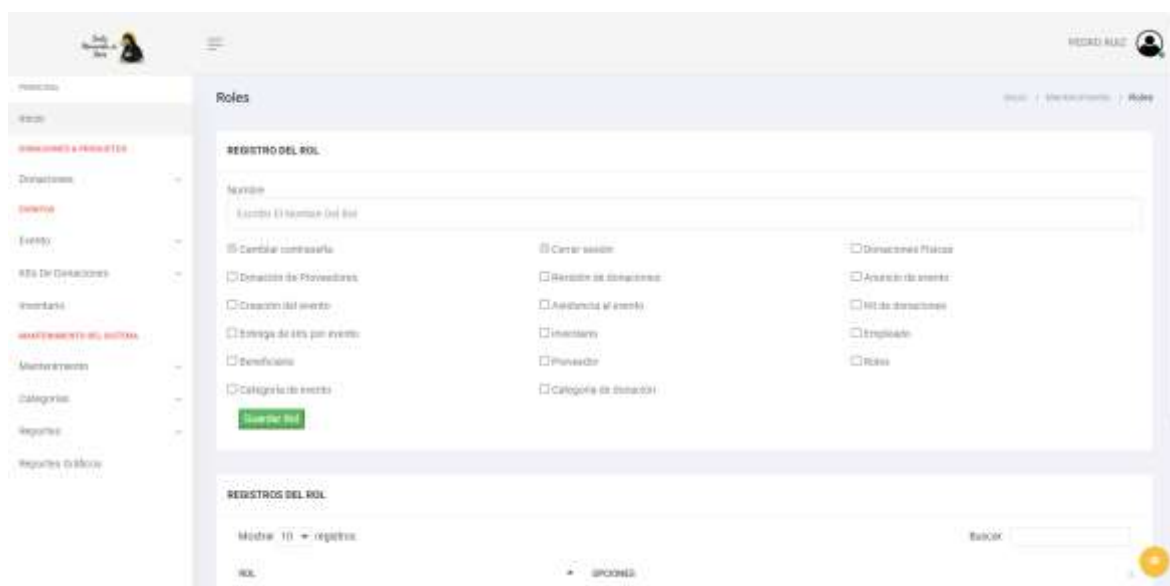 PEDRO RUIZ
PRINCIPAL
Roles
Inicio / Mantenimiento / Roles
Inicio
REGISTRO DEL ROL
DONACIONES & PRODUCTOS
Donaciones
Nombre
EVENTOS
Escribe El Nombre Del Rol
Evento
Cambiar contraseña
Cerrar sesión
Donaciones Físicas
Kits De Donaciones
Donación de Proveedores
Revisión de donaciones
Anuncio de evento
Inventario
Creación del evento
Asistencia al evento
Kit de donaciones
MANTENIMIENTO DEL SISTEMA
Entrega de kits por evento
Inventario
Empleado
Mantenimiento
Beneficiario
Proveedor
Roles
Categorías
Categoría de evento
Categoría de donación
Guardar Rol
Reportes
Reportes Gráficos
REGISTROS DEL ROL
Mostrar 10 registros
Buscar:
ROL
OPCIONES